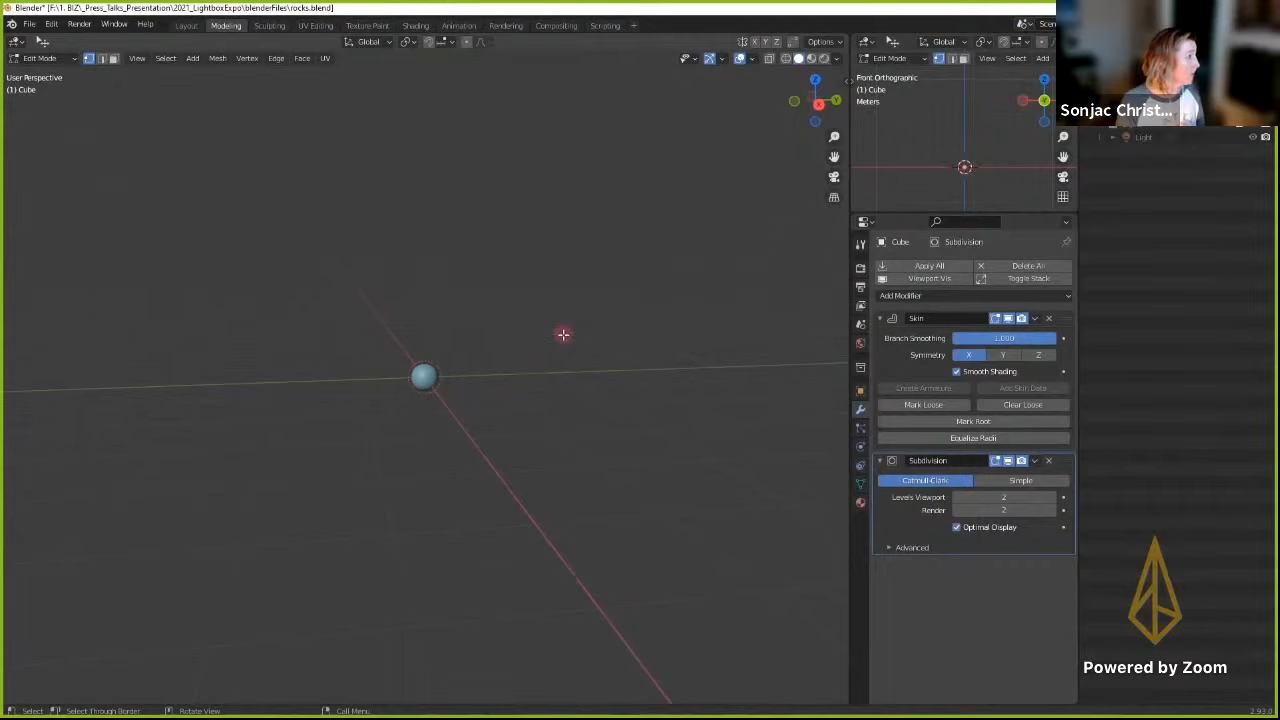 Blender* [F:\1. BIZ\_Press_Talks_Presentation\2021_LightboxExpo\blenderFiles\rocks.blend]
File Edit Render Window Help Layout Modeling Sculpting UV Editing Texture Paint Shading Animation Rendering Compositing Scripting + Scen
Global Options Global
Edit Mode View Select Add Mesh Vertex Edge Face UV
X Y Z
Edit Mode View Select Add
User Perspective
(1) Cube
Z
Y
X
Front Orthographic
(1) Cube
Meters
Z
Y
Sonjac Christ...
Light
Cube Subdivision
Apply All Delete All
Viewport Vis Toggle Stack
Add Modifier
Skin
Branch Smoothing 1.000
Symmetry X Y Z
Smooth Shading
Create Armature Add Skin Data
Mark Loose Clear Loose
Mark Root
Equalize Radii
Subdivision
Catmull-Clark Simple
Levels Viewport 2
Render 2
Optimal Display
Advanced
Powered by Zoom
Select Select Through Border Rotate View Call Menu 2.93.0